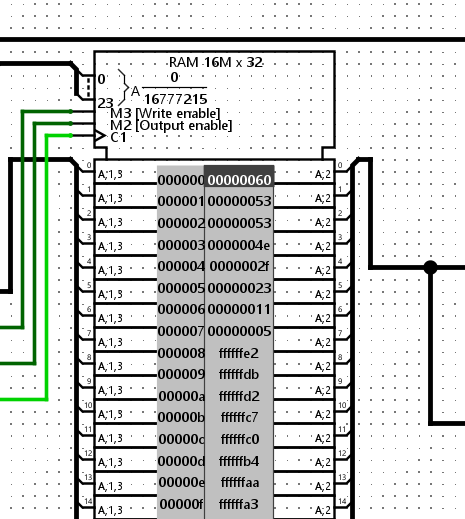 RAM 16M x 32
0
0
A
23
16777215
M3 [Write enable]
M2 [Output enable]
C1
0 A;1,3 000000 00000060 A;2 0
1 A;1,3 000001 00000053 A;2 1
2 A;1,3 000002 00000053 A;2 2
3 A;1,3 000003 0000004e A;2 3
4 A;1,3 000004 0000002f A;2 4
5 A;1,3 000005 00000023 A;2 5
6 A;1,3 000006 00000011 A;2 6
7 A;1,3 000007 00000005 A;2 7
8 A;1,3 000008 ffffffe2 A;2 8
9 A;1,3 000009 ffffffdb A;2 9
10 A;1,3 00000a ffffffd2 A;2 10
11 A;1,3 00000b ffffffc7 A;2 11
12 A;1,3 00000c ffffffc0 A;2 12
13 A;1,3 00000d ffffffb4 A;2 13
14 A;1,3 00000e ffffffaa A;2 14
A;1,3 00000f ffffffa3 A;2